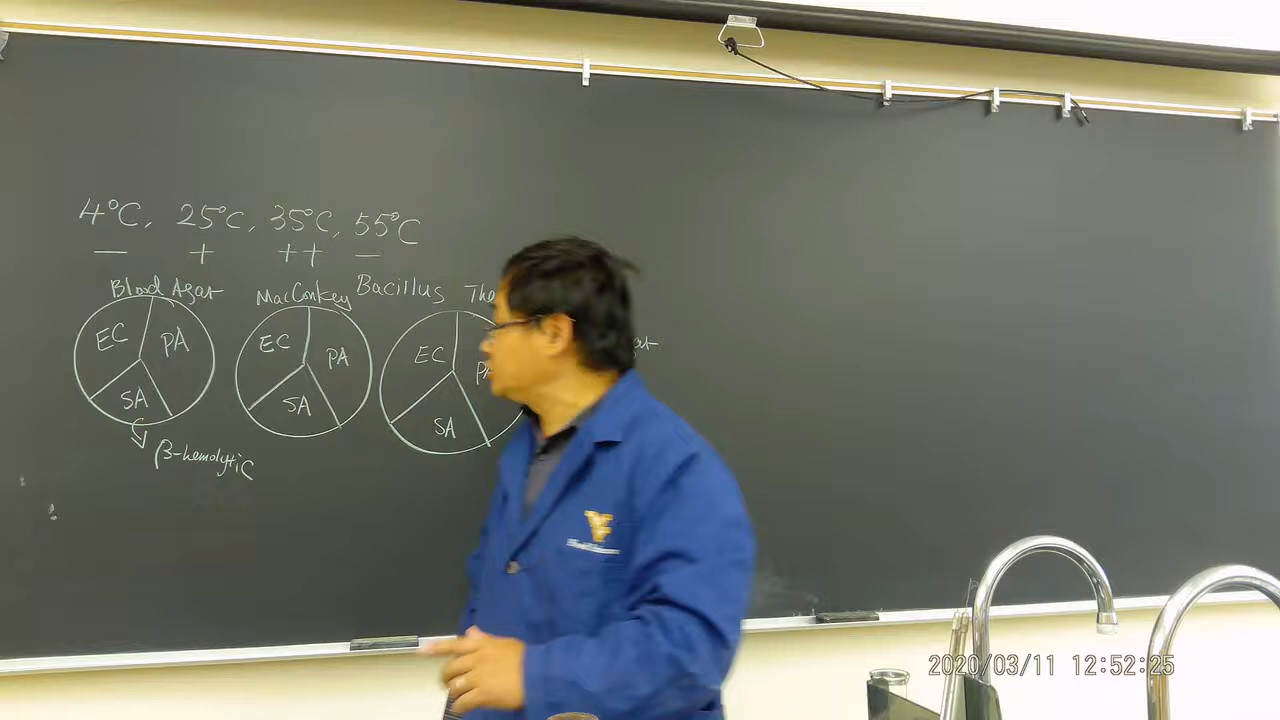 4°C, 25°C, 35°C, 55°C
— + ++ —
Blood Agar MacConkey Bacillus
EC PA SA
EC PA SA
EC SA
β-hemolytic
2020/03/11 12:52:25